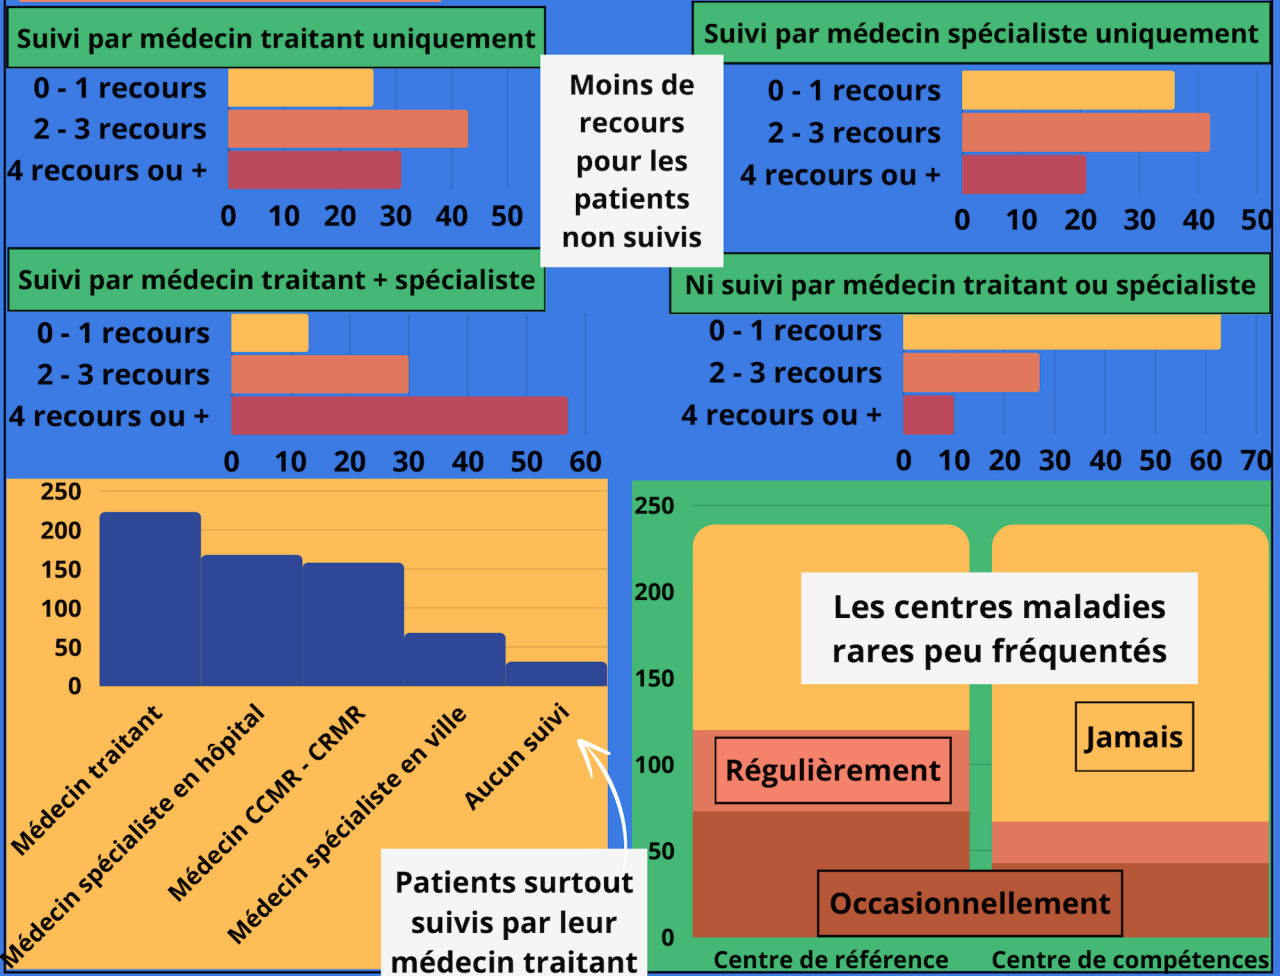 Suivi par médecin traitant uniquement
0 - 1 recours
2 - 3 recours
4 recours ou +
0 10 20 30 40 50
Moins de
recours
pour les
patients
non suivis
Suivi par médecin spécialiste uniquement
0 - 1 recours
2 - 3 recours
4 recours ou +
0 10 20 30 40 50
Suivi par médecin traitant + spécialiste
0 - 1 recours
2 - 3 recours
4 recours ou +
0 10 20 30 40 50 60
Ni suivi par médecin traitant ou spécialiste
0 - 1 recours
2 - 3 recours
4 recours ou +
0 10 20 30 40 50 60 70
250
200
150
100
50
0
Médecin traitant
Médecin spécialiste en hôpital
Médecin CCMR - CRMR
Médecin spécialiste en ville
Aucun suivi
Patients surtout
suivis par leur
médecin traitant
250
200
150
100
50
0
Les centres maladies
rares peu fréquentés
Jamais
Régulièrement
Occasionnellement
Centre de référence
Centre de compétences